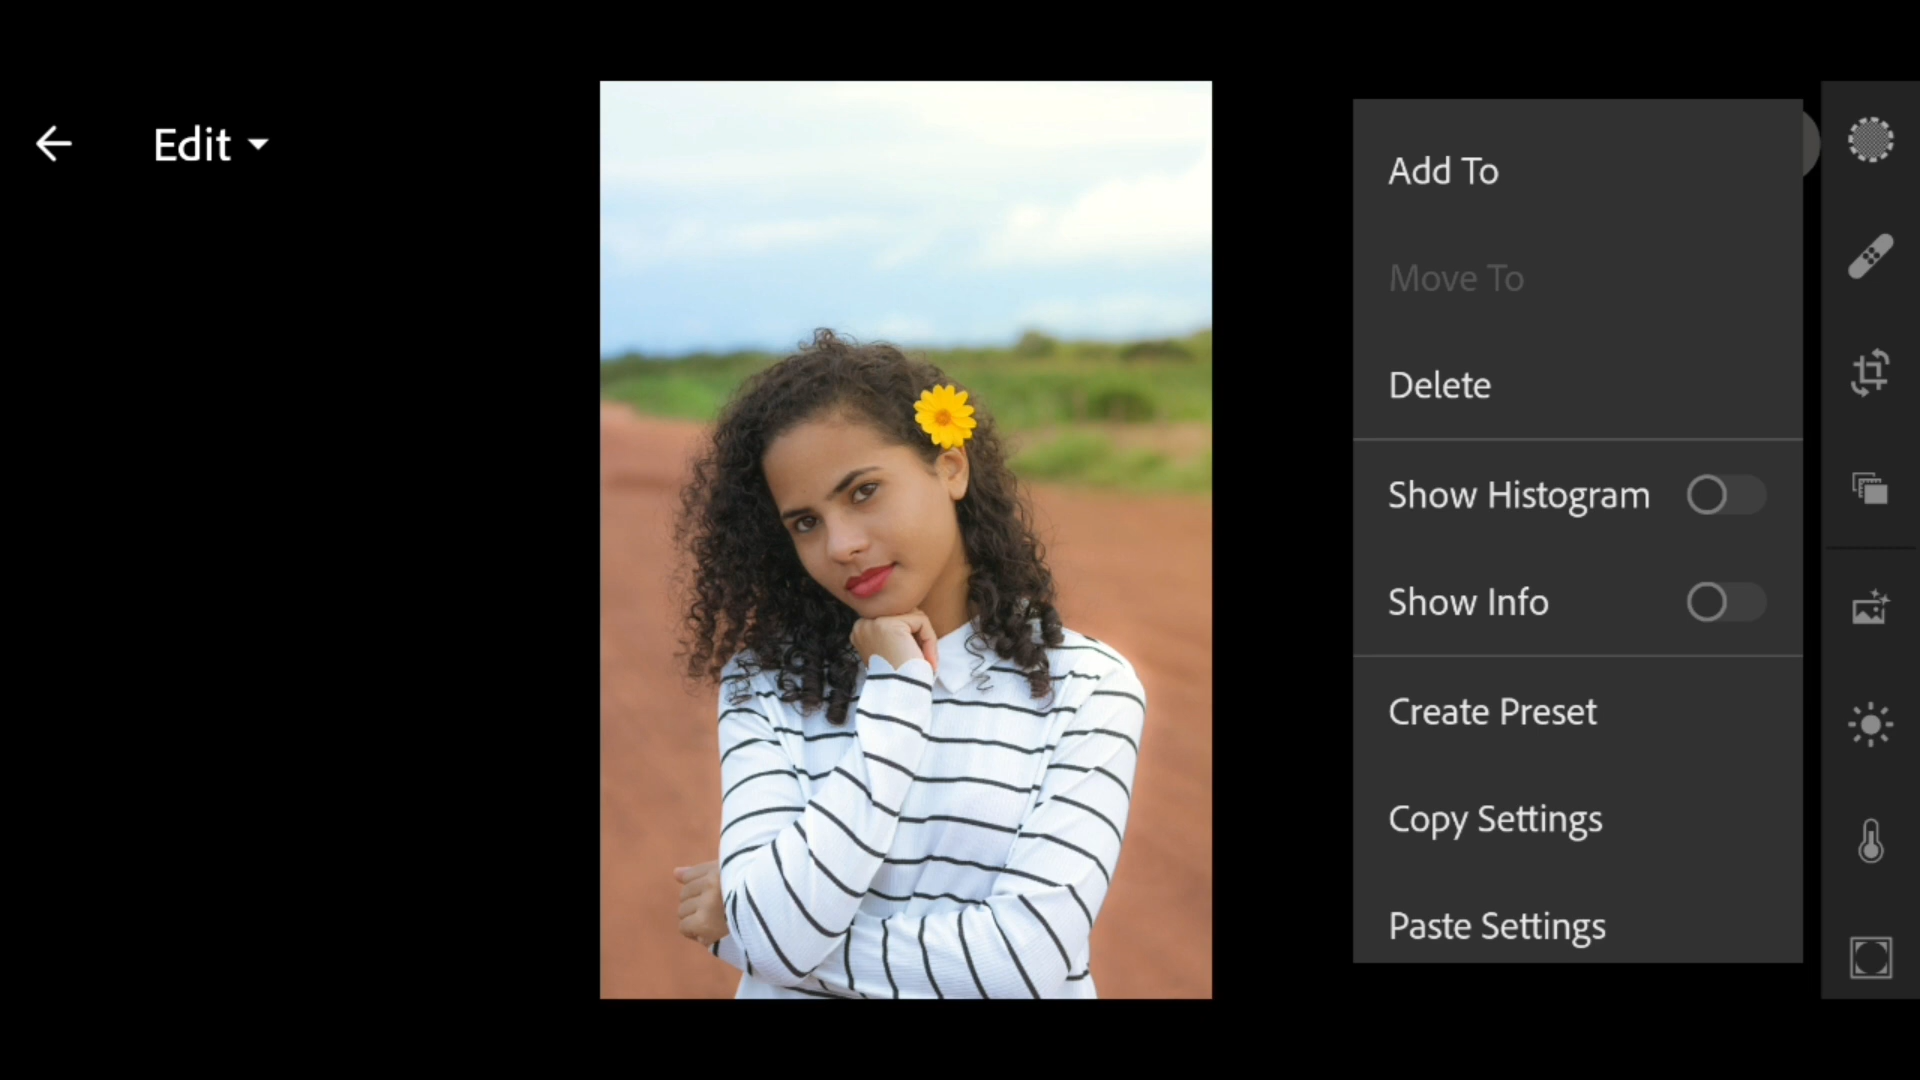 Edit
Add To
Move To
Delete
Show Histogram
Show Info
Create Preset
Copy Settings
Paste Settings